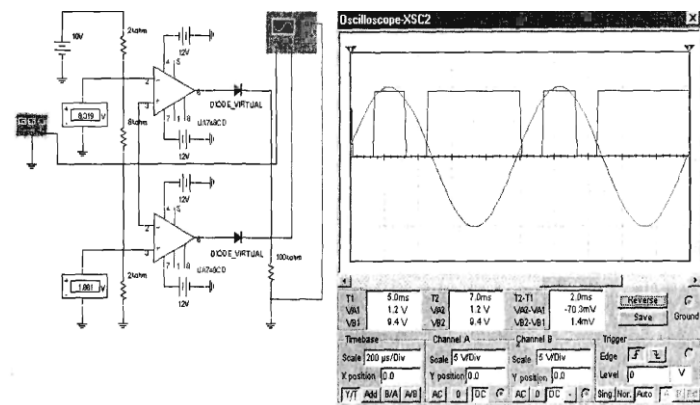 10V
2kohm
12V
4 5
2
3
6
DIODE_VIRTUAL
7 1 8
UA748CD
12V
8.019 V
8kohm
12V
4 5
2
3
6
DIODE_VIRTUAL
7 1 8
UA748CD
12V
2kohm
100kohm
V
Oscilloscope-XSC2
T1 5.0ms T2 7.0ms T2-T1 2.0ms Reverse
VA1 1.2 V VA2 1.2 V VA2-VA1 -70.3mV Ground
VB1 9.4 V VB2 9.4 V VB2-VB1 1.4mV Save
Timebase Channel A Channel B Trigger
Scale 200 µs/Div Scale 5 V/Div Scale 5 V/Div Edge
X position 0.0 Y position 0.0 Y position 0.0 Level 0 V
Y/T Add B/A A/B AC 0 DC AC 0 DC - Sing. Nor. Auto